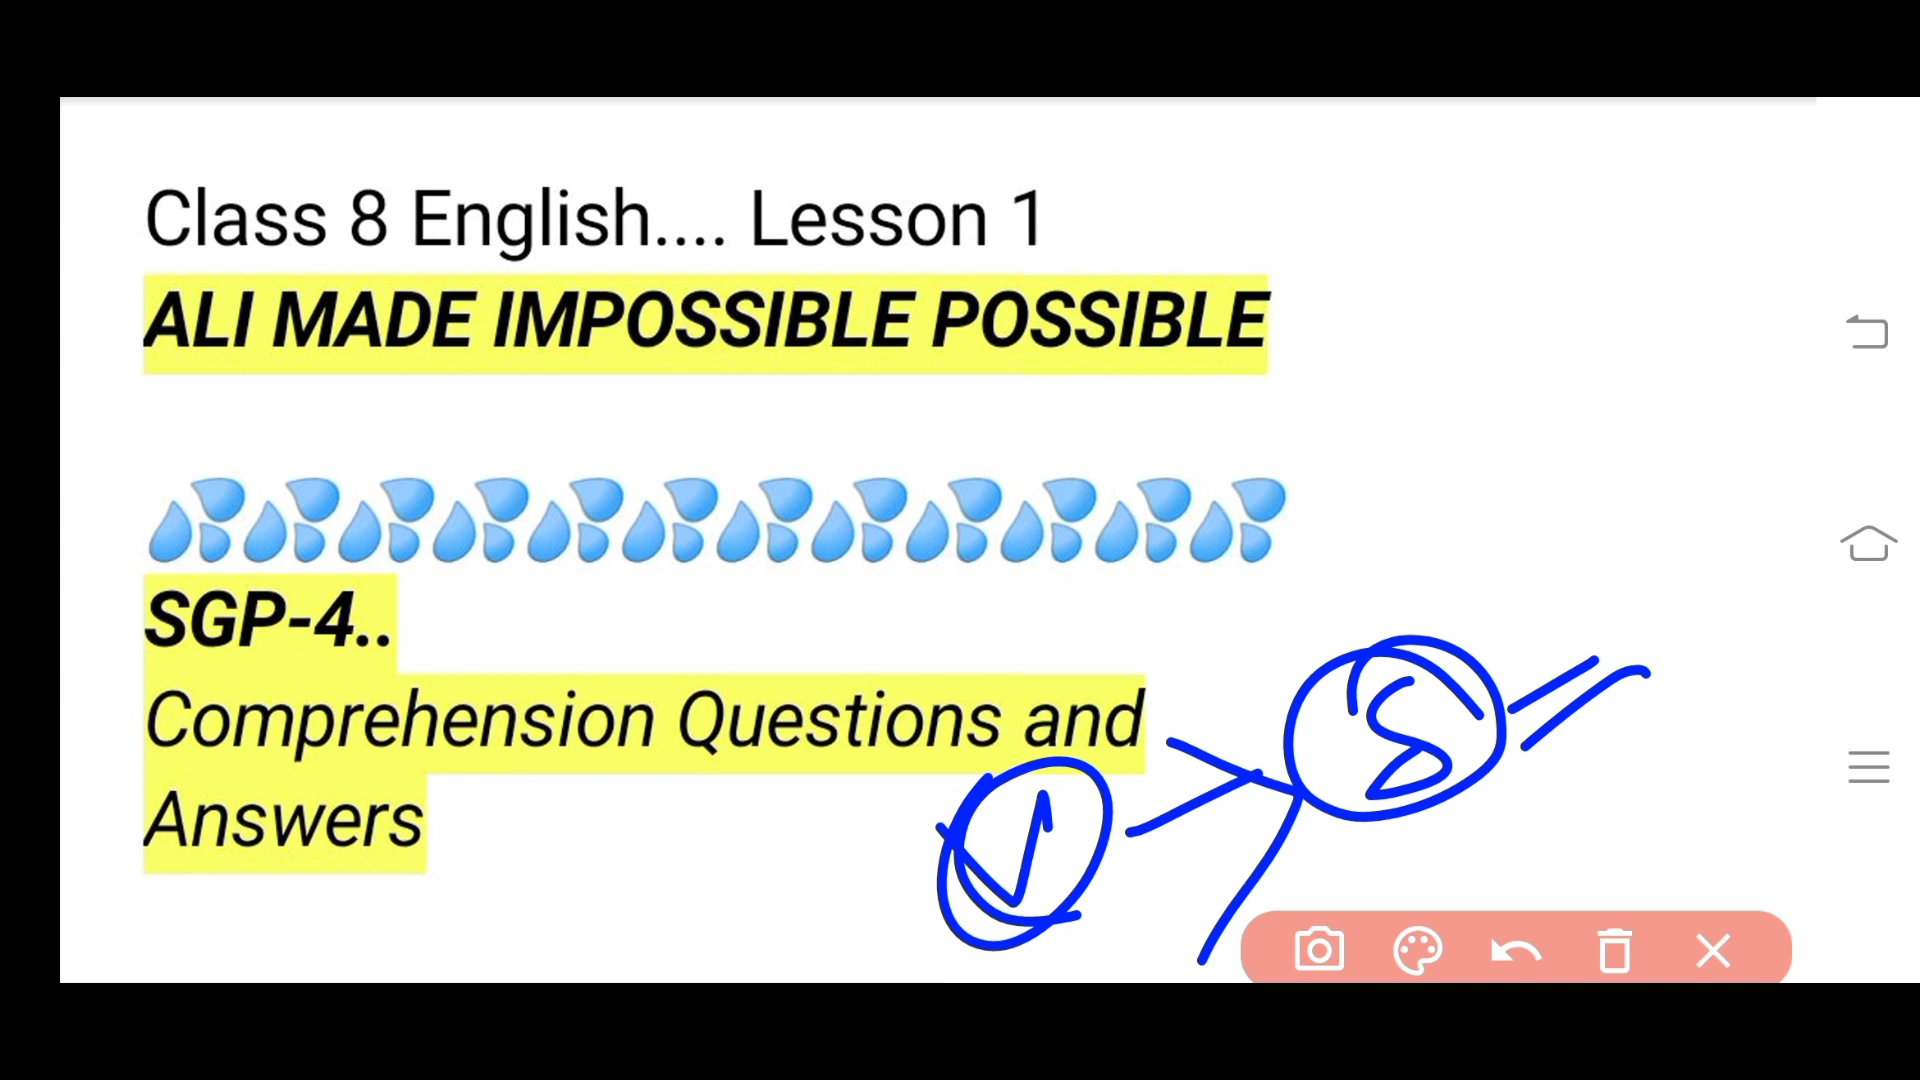 Class 8 English.... Lesson 1
ALI MADE IMPOSSIBLE POSSIBLE
💦💦💦💦💦💦💦💦💦💦💦💦
SGP-4..
Comprehension Questions and
Answers